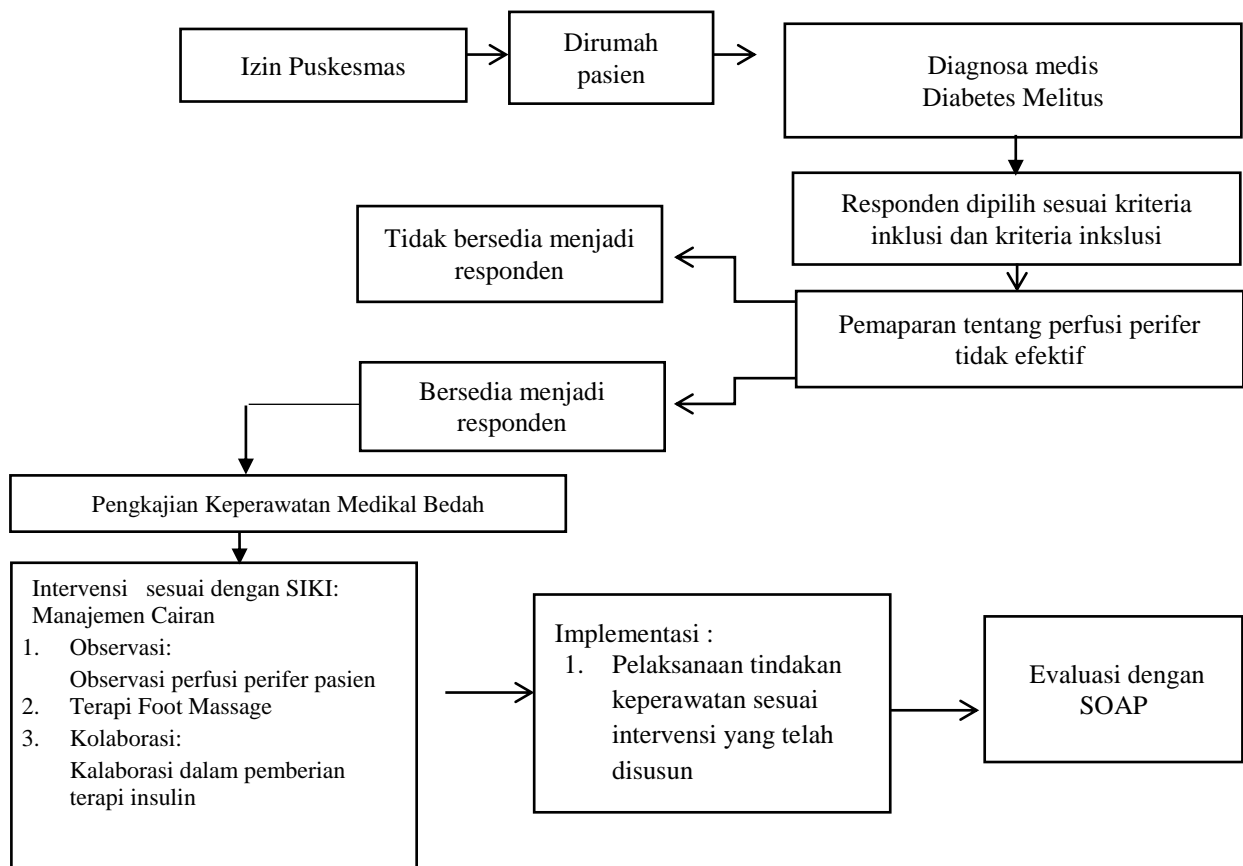 Izin Puskesmas
Dirumah
pasien
Diagnosa medis
Diabetes Melitus
Responden dipilih sesuai kriteria
inklusi dan kriteria inkslusi
Tidak bersedia menjadi
responden
Pemaparan tentang perfusi perifer
tidak efektif
Bersedia menjadi
responden
Pengkajian Keperawatan Medikal Bedah
Intervensi sesuai dengan SIKI:
Manajemen Cairan
1. Observasi:
Observasi perfusi perifer pasien
2. Terapi Foot Massage
3. Kolaborasi:
Kalaborasi dalam pemberian
terapi insulin
Implementasi :
1. Pelaksanaan tindakan
keperawatan sesuai
intervensi yang telah
disusun
Evaluasi dengan
SOAP